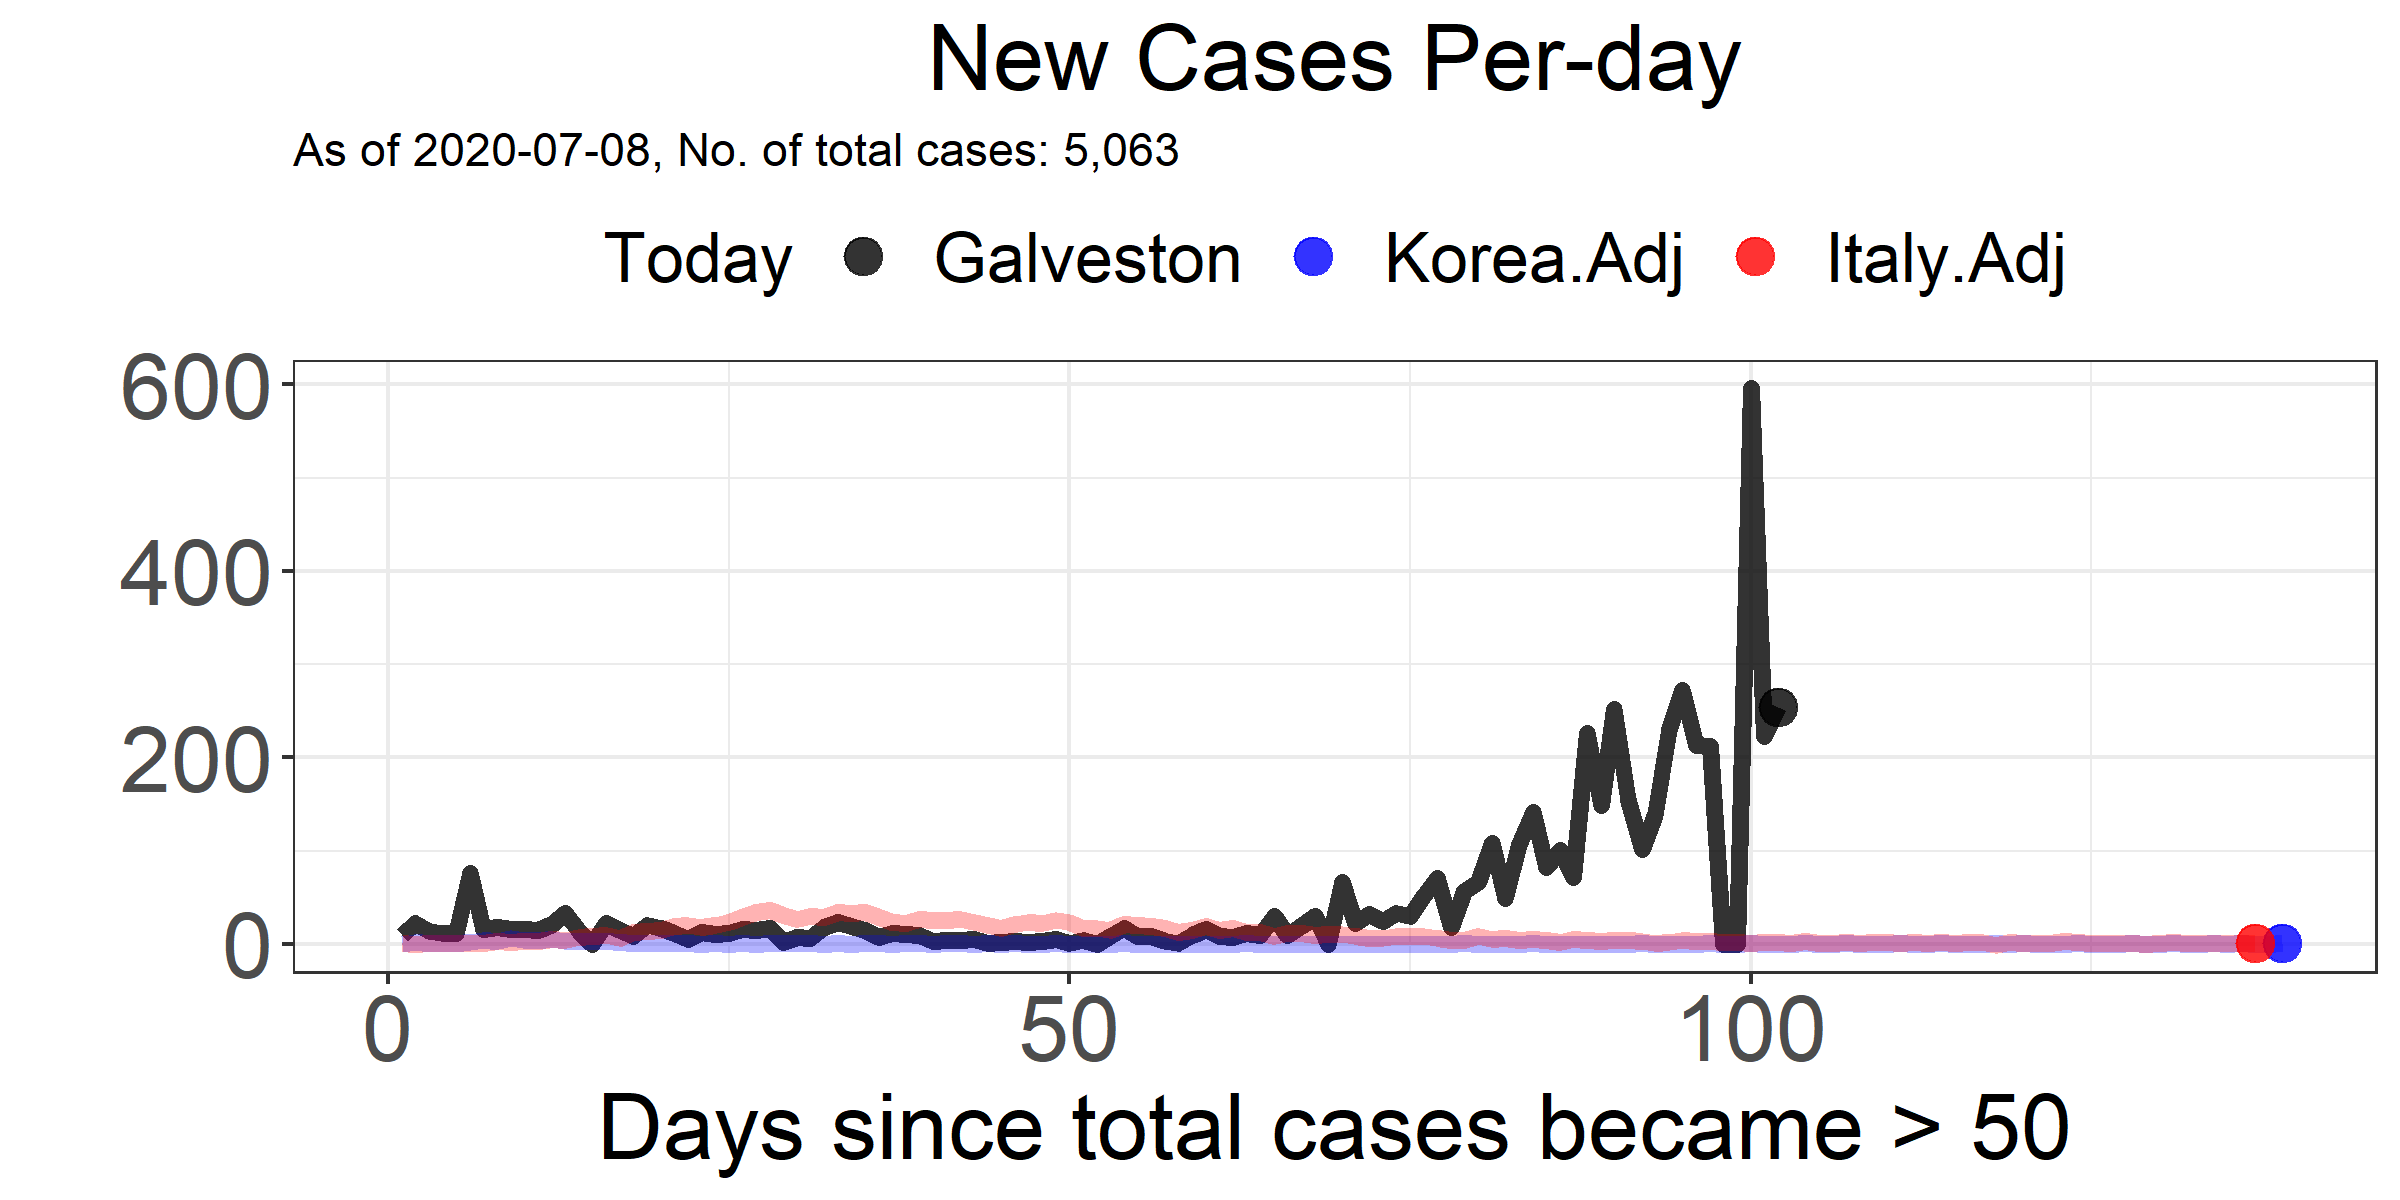 New Cases Per-day
As of 2020-07-08, No. of total cases: 5,063
Today Galveston Korea.Adj Italy.Adj
600
400
200
0
0 50 100
Days since total cases became > 50